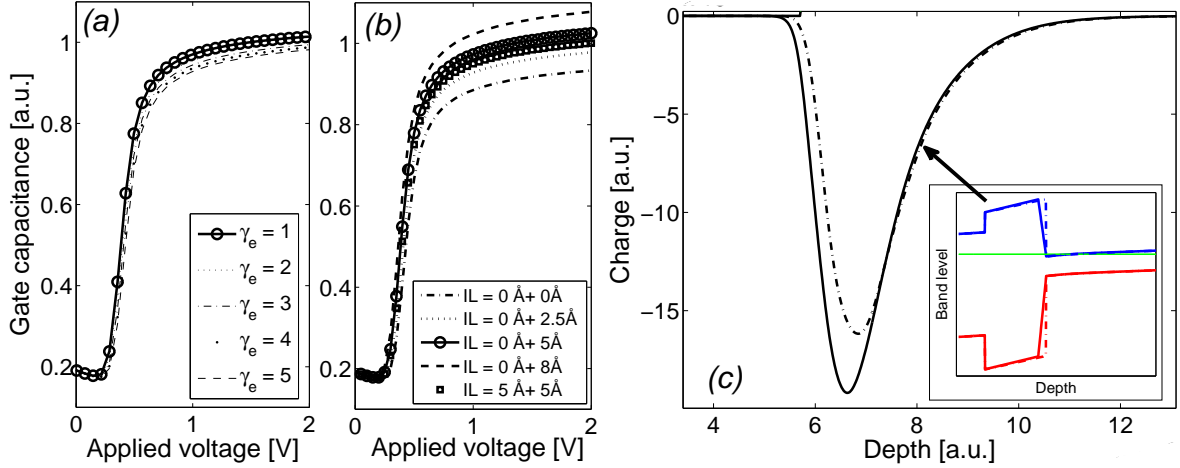 (a)
Gate capacitance [a.u.]
1
0.8
0.6
0.4
0.2
0
1
2
Applied voltage [V]
γe = 1
γe = 2
γe = 3
γe = 4
γe = 5
(b)
1
0.8
0.6
0.4
0.2
0
1
2
Applied voltage [V]
IL = 0 Å+ 0Å
IL = 0 Å+ 2.5Å
IL = 0 Å+ 5Å
IL = 0 Å+ 8Å
IL = 5 Å+ 5Å
Charge [a.u.]
0
−5
−10
−15
4
6
8
10
12
Depth [a.u.]
(c)
Band level
Depth